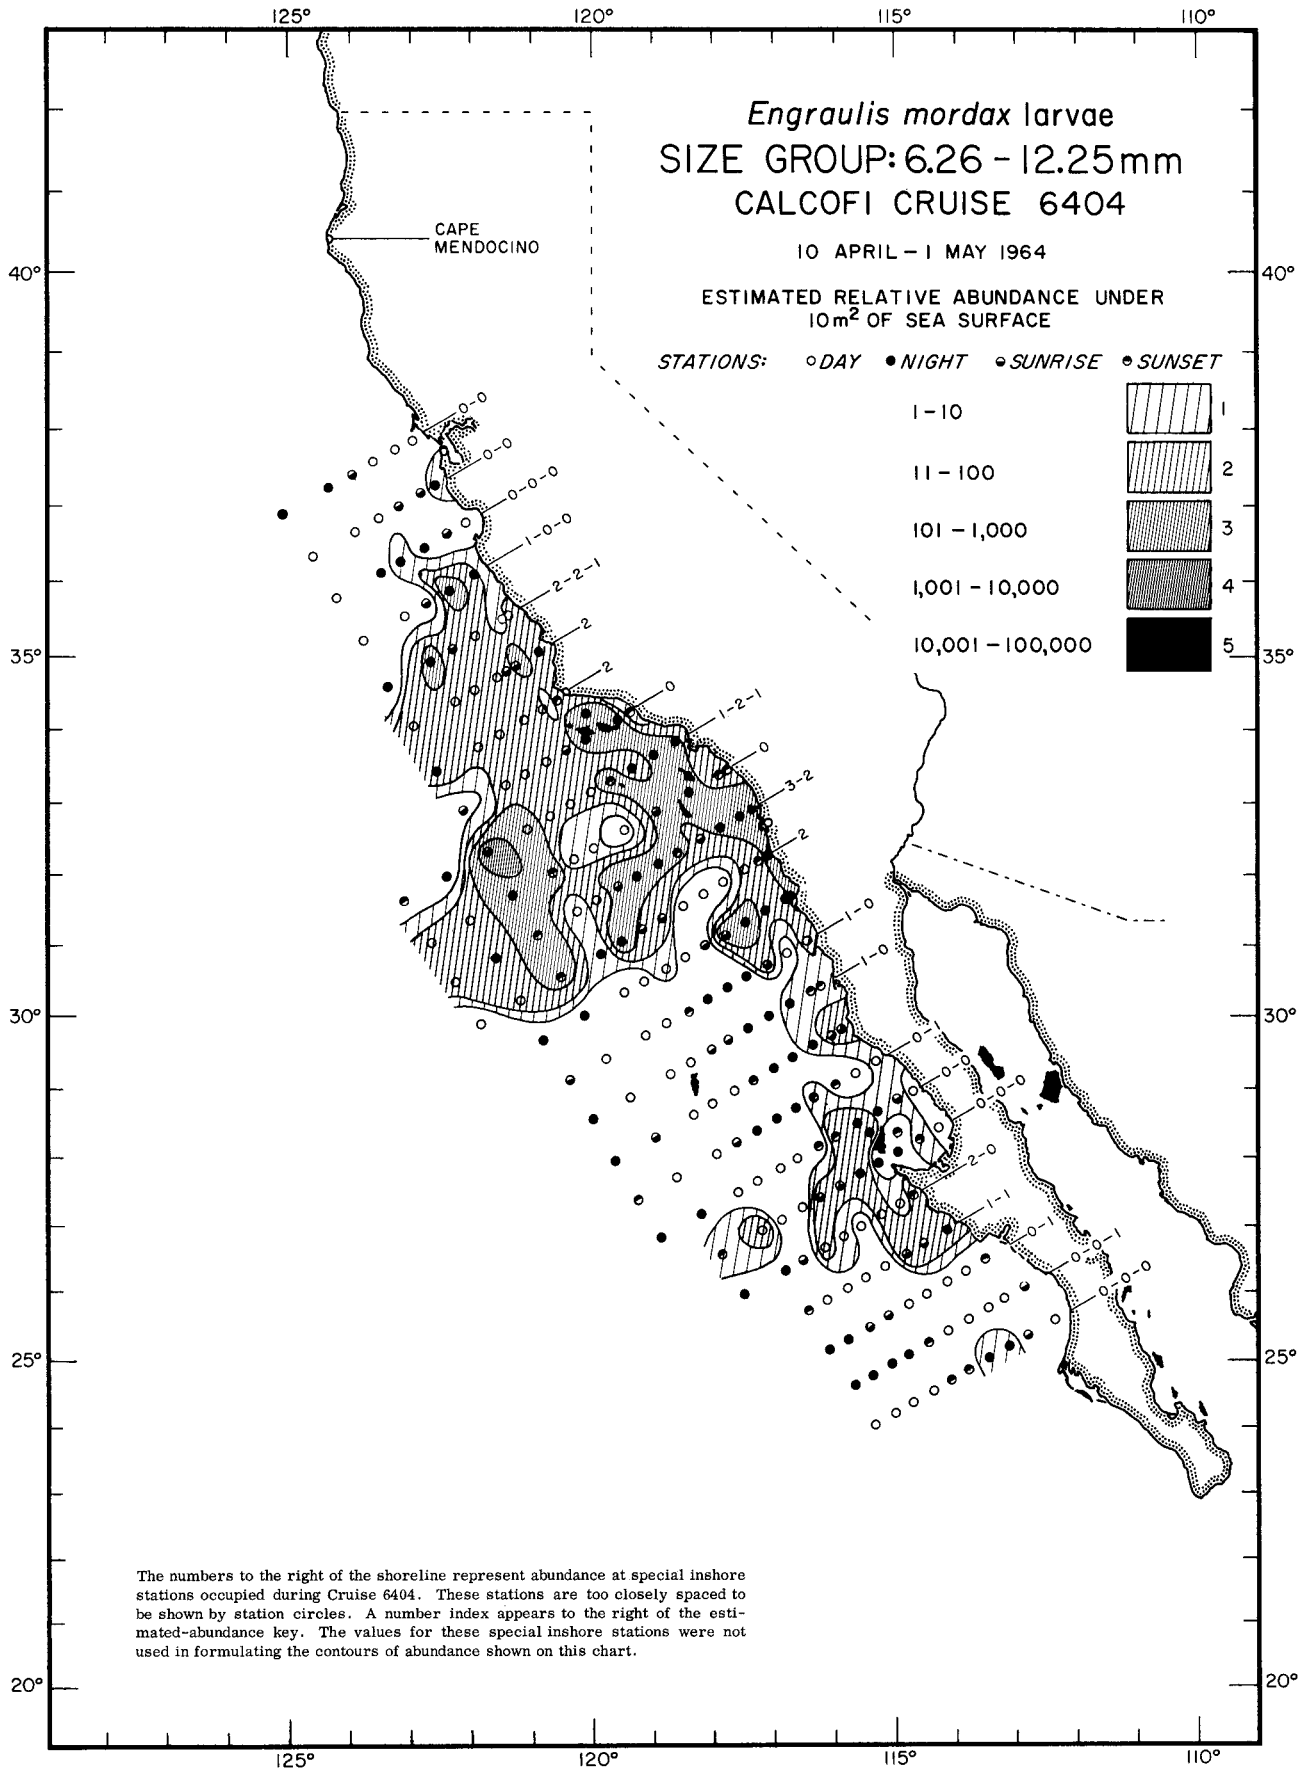 125° 120° 115° 110°
Engraulis mordax larvae
SIZE GROUP: 6.26 – 12.25mm
CALCOFI CRUISE 6404
10 APRIL – 1 MAY 1964
ESTIMATED RELATIVE ABUNDANCE UNDER
10m² OF SEA SURFACE
STATIONS: DAY NIGHT SUNRISE SUNSET
1 – 10 1
11 – 100 2
101 – 1,000 3
1,001 – 10,000 4
10,001 – 100,000 5
CAPE
MENDOCINO
40° 40°
0-0
0-0
0-0-0
1-0-0
2-2-1
2
35° 35°
2
0
1-2-1
0
3-2
2
1-0
1-0
30° 30°
0-1
0-0
0-0-0
2-0
1-1
0-1
0-0-1
0-0-0
25° 25°
The numbers to the right of the shoreline represent abundance at special inshore
stations occupied during Cruise 6404. These stations are too closely spaced to
be shown by station circles. A number index appears to the right of the esti-
mated-abundance key. The values for these special inshore stations were not
used in formulating the contours of abundance shown on this chart.
20° 20°
125° 120° 115° 110°